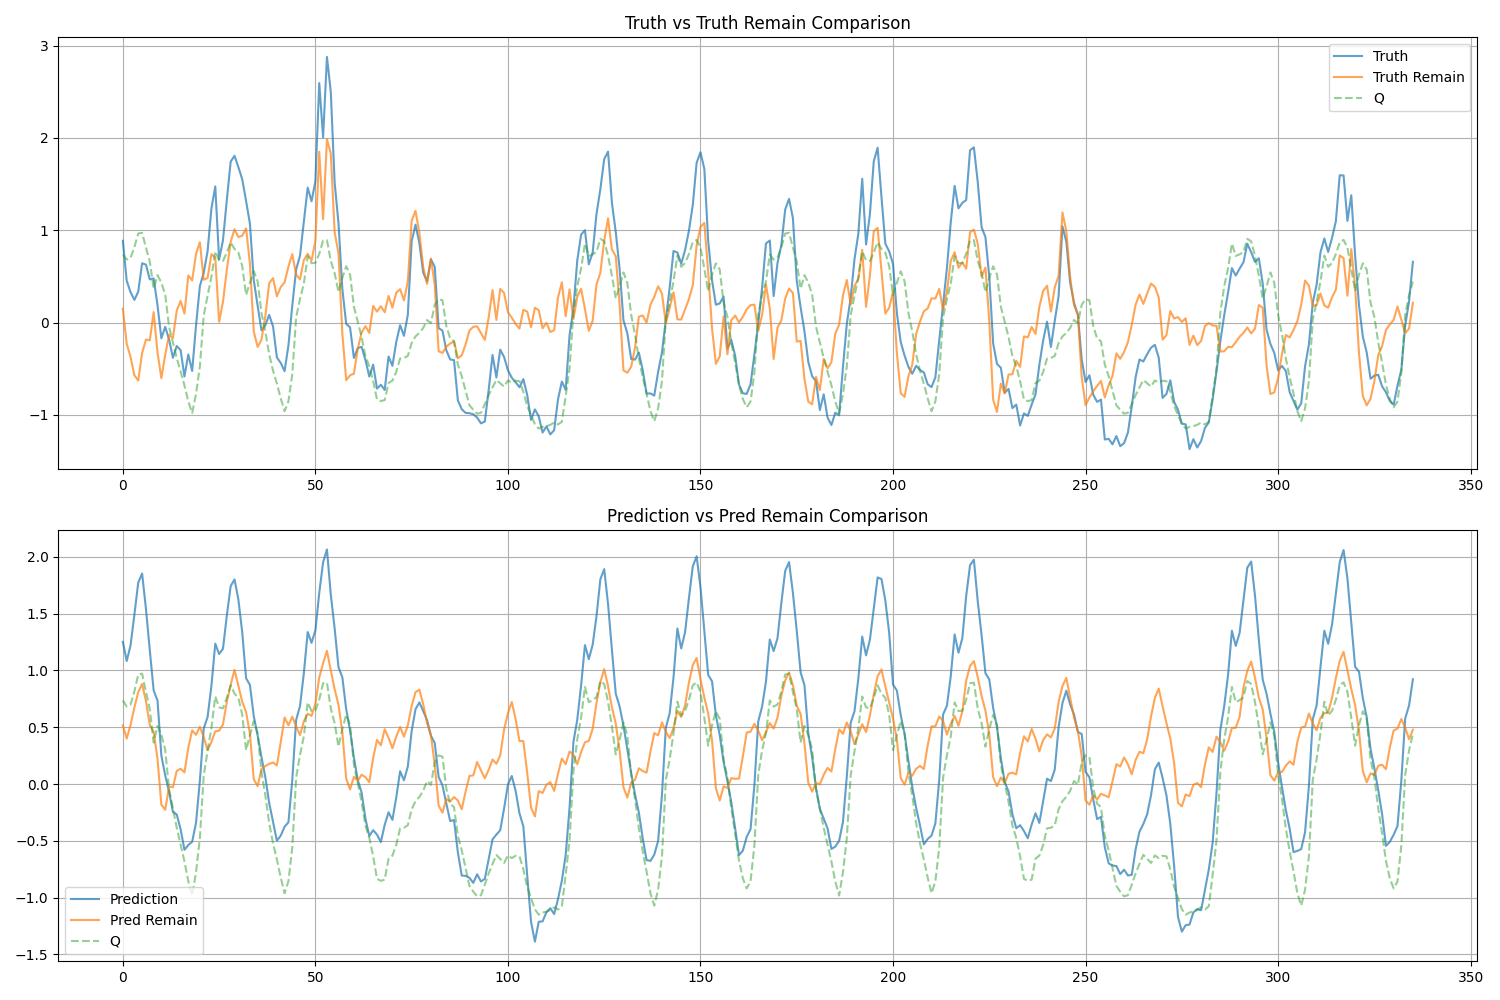 Truth vs Truth Remain Comparison
3
2
1
0
−1
Truth
Truth Remain
Q
0 50 100 150 200 250 300 350
Prediction vs Pred Remain Comparison
2.0
1.5
1.0
0.5
0.0
−0.5
−1.0
−1.5
Prediction
Pred Remain
Q
0 50 100 150 200 250 300 350